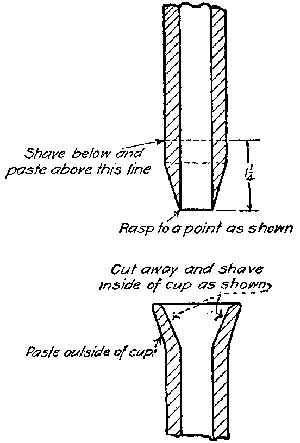 Shave below and
paste above this line
1 1/4"
Rasp to a point as shown
Cut away and shave
inside of cup as shown
Paste outside of cup